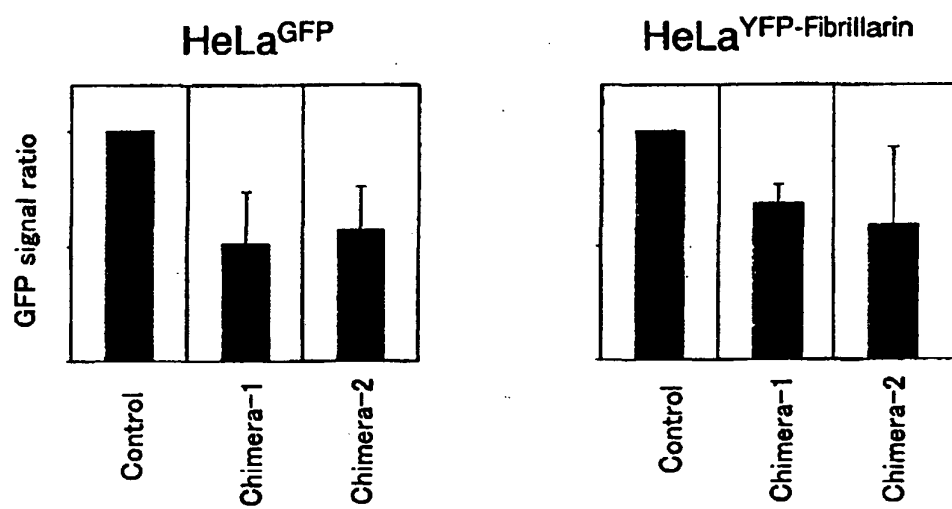 HeLaGFP
HeLaYFP-Fibrillarin
GFP signal ratio
Control
Chimera-1
Chimera-2
Control
Chimera-1
Chimera-2